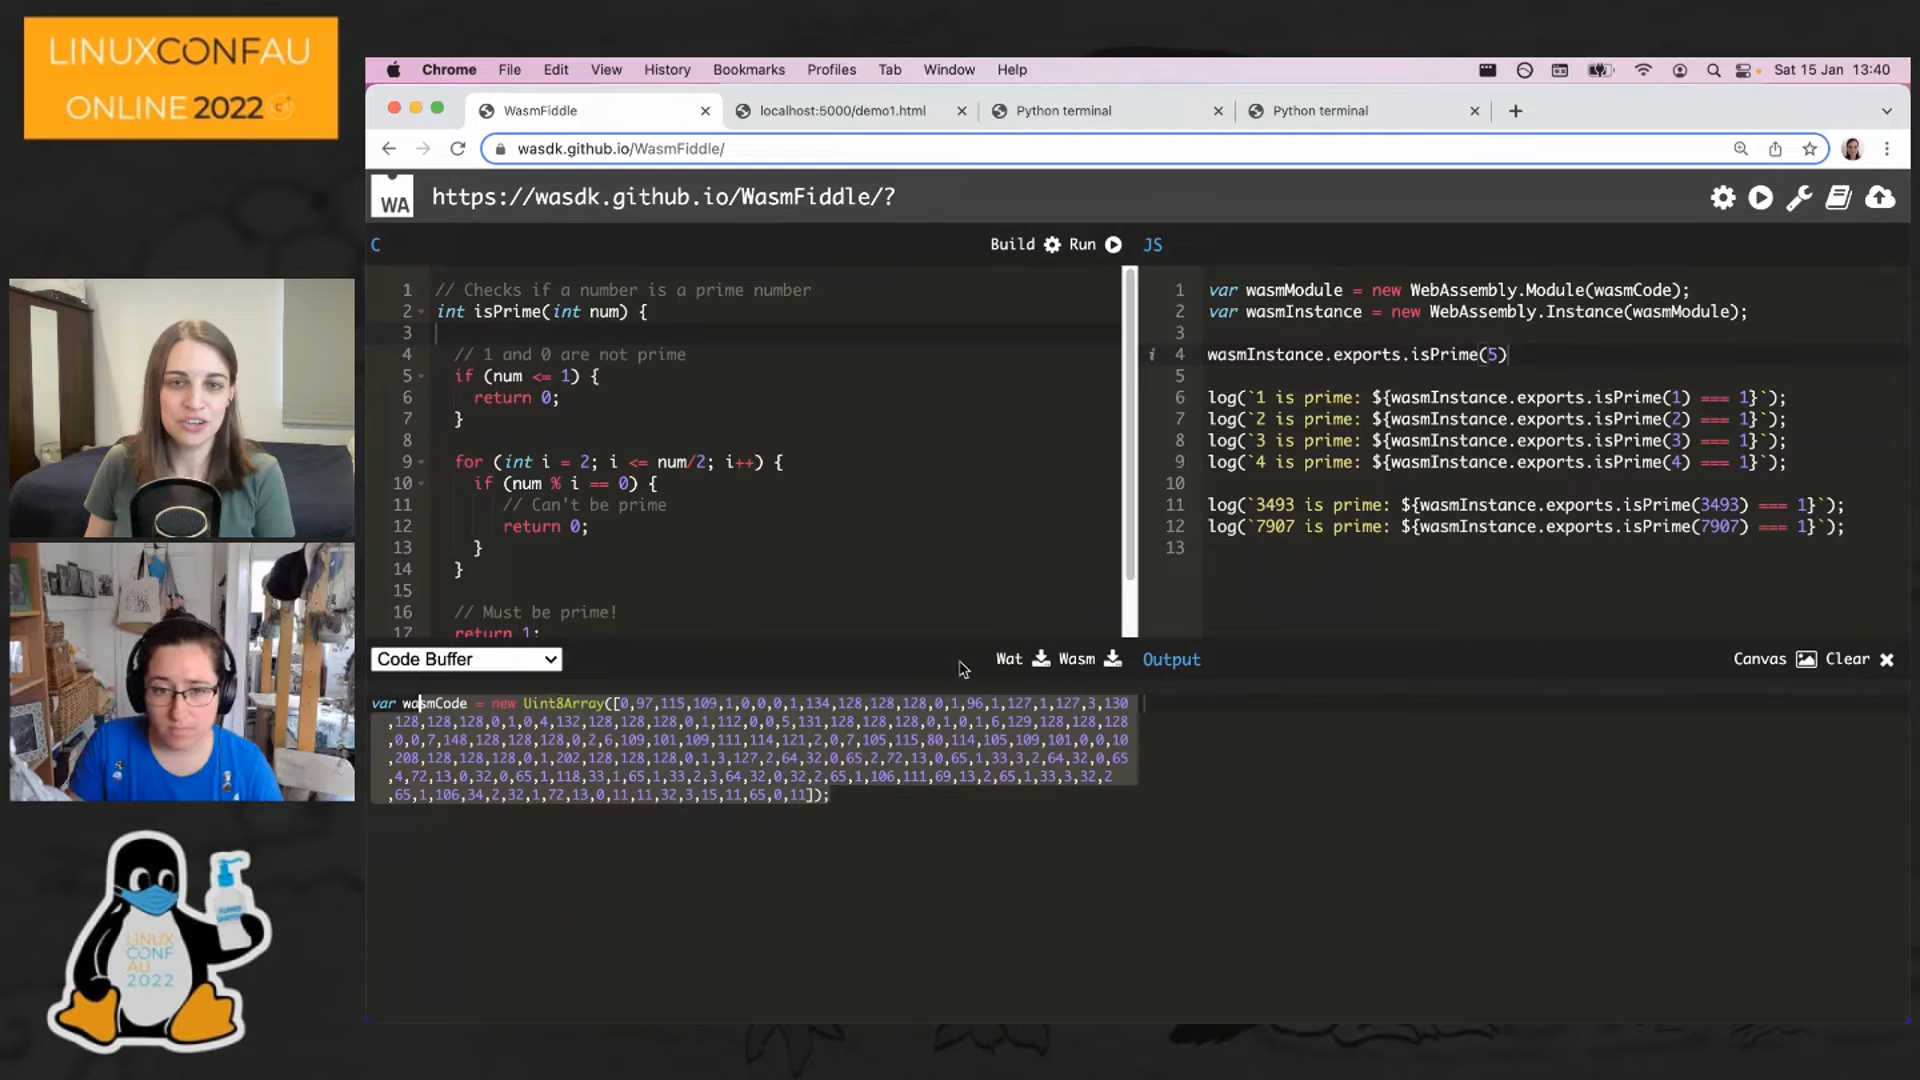 LINUXCONFAU
ONLINE 2022
Chrome File Edit View History Bookmarks Profiles Tab Window Help Sat 15 Jan 13:40
WasmFiddle localhost:5000/demo1.html Python terminal Python terminal
wasdk.github.io/WasmFiddle/
WA https://wasdk.github.io/WasmFiddle/?
C Build Run JS
1 // Checks if a number is a prime number
2 int isPrime(int num) {
3
4 // 1 and 0 are not prime
5 if (num <= 1) {
6 return 0;
7 }
8
9 for (int i = 2; i <= num/2; i++) {
10 if (num % i == 0) {
11 // Can't be prime
12 return 0;
13 }
14 }
15
16 // Must be prime!
17 return 1;
1 var wasmModule = new WebAssembly.Module(wasmCode);
2 var wasmInstance = new WebAssembly.Instance(wasmModule);
3
i 4 wasmInstance.exports.isPrime(5)
5
6 log(`1 is prime: ${wasmInstance.exports.isPrime(1) === 1}`);
7 log(`2 is prime: ${wasmInstance.exports.isPrime(2) === 1}`);
8 log(`3 is prime: ${wasmInstance.exports.isPrime(3) === 1}`);
9 log(`4 is prime: ${wasmInstance.exports.isPrime(4) === 1}`);
10
11 log(`3493 is prime: ${wasmInstance.exports.isPrime(3493) === 1}`);
12 log(`7907 is prime: ${wasmInstance.exports.isPrime(7907) === 1}`);
13
Code Buffer Wat Wasm Output Canvas Clear
var wasmCode = new Uint8Array([0,97,115,109,1,0,0,0,1,134,128,128,128,0,1,96,1,127,1,127,3,130
,128,128,128,0,1,0,4,132,128,128,128,0,1,112,0,0,5,131,128,128,128,0,1,0,1,6,129,128,128,128
,0,0,7,148,128,128,128,0,2,6,109,101,109,111,114,121,2,0,7,105,115,80,114,105,109,101,0,0,10
,208,128,128,128,0,1,202,128,128,128,0,1,3,127,2,64,32,0,65,2,72,13,0,65,1,33,3,2,64,32,0,65
,4,72,13,0,32,0,65,1,118,33,1,65,1,33,2,3,64,32,0,32,2,65,1,106,111,69,13,2,65,1,33,3,32,2
,65,1,106,34,2,32,1,72,13,0,11,11,32,3,15,11,65,0,11]);
LINUX
CONF
AU
2022